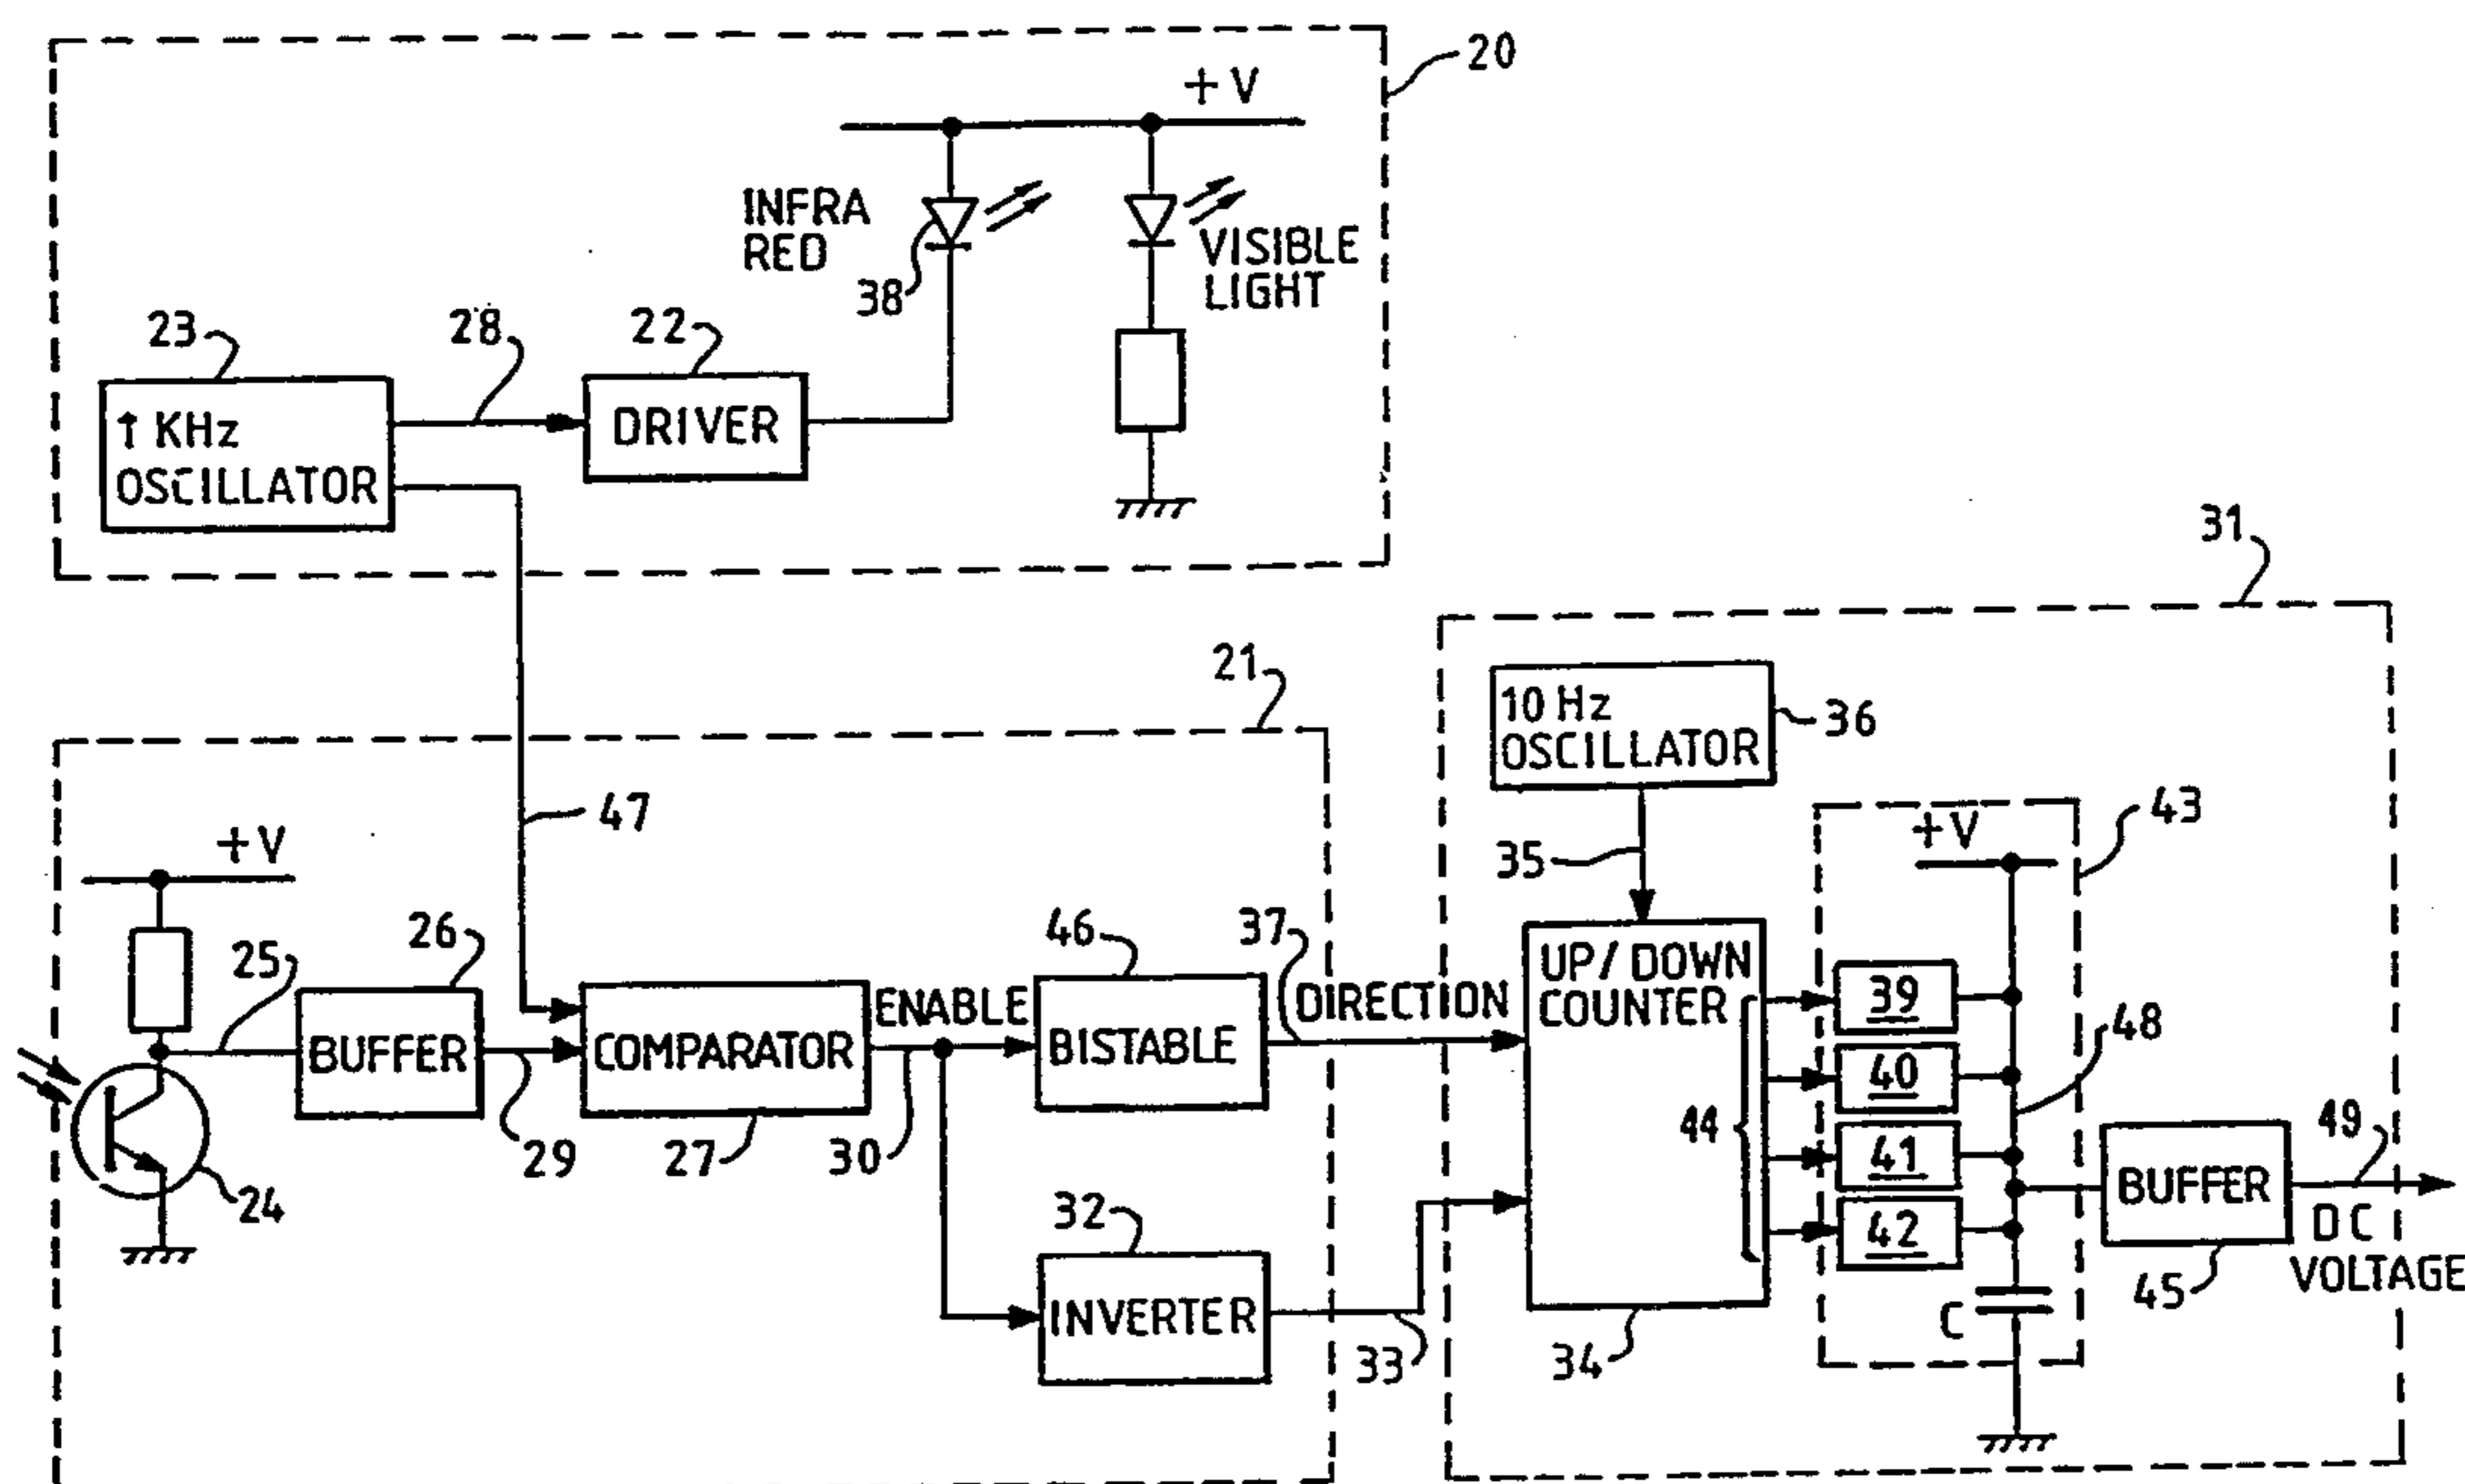 20
+V
INFRA
RED
38
VISIBLE
LIGHT
23
28
22
1 KHz
OSCILLATOR
DRIVER
31
21
10 Hz
OSCILLATOR
36
47
+V
43
+V
35
26
46
37
25
UP/DOWN
COUNTER
39
ENABLE
DIRECTION
BUFFER
COMPARATOR
BISTABLE
40
48
44
41
49
29
27
30
24
32
42
BUFFER
DC
VOLTAGE
45
INVERTER
C
33
34